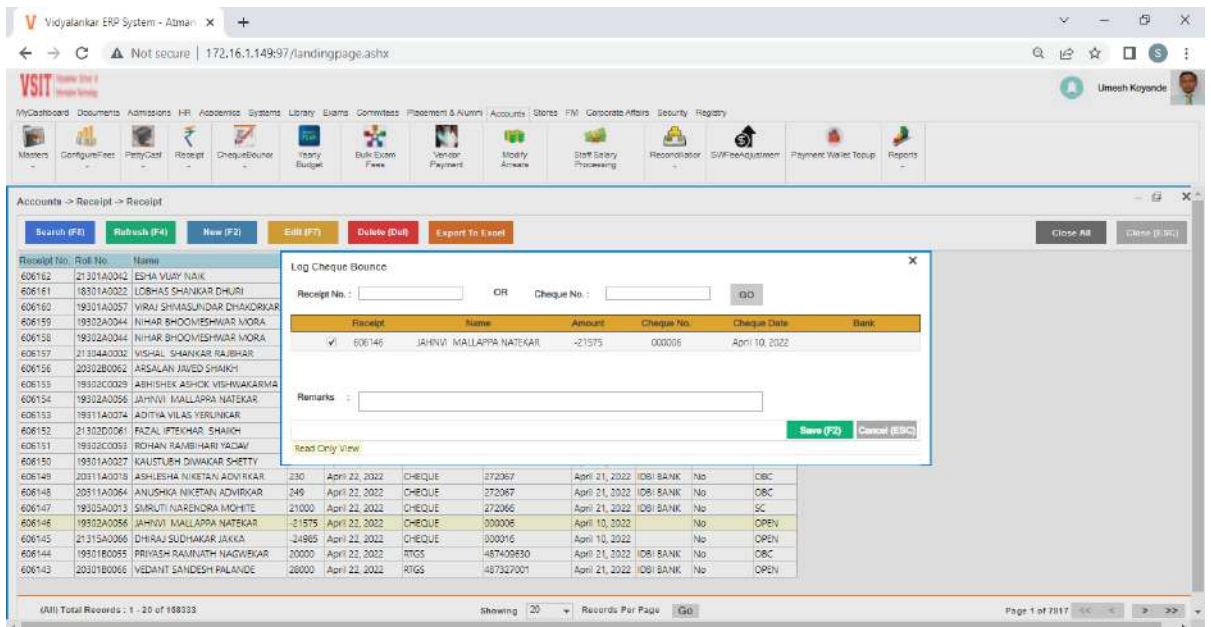 Vidyalankar ERP System - Atman
Not secure | 172.16.1.149:97/landingpage.ashx
VSIT
Umesh Koyande
MyDashboard Documents Admissions HR Academics Systems Library Exams Commitees Placement & Alumni Accounts Stores FM Corporate Affairs Security Registry
Masters ConfigureFees PettyCash Receipt ChequeBounce Yearly Budget Bulk Exam Fees Vendor Payment Modify Arrears Staff Salary Processing Reconciliation SWFeeAdjustment Payment Wallet Topup Reports
Accounts -> Receipt -> Receipt
Search (F8) Refresh (F4) New (F2) Edit (F7) Delete (Del) Export To Excel Close All Close (ESC)
Receipt No. Roll No. Name
606162 21301A0042 ESHA VIJAY NAIK
606161 18301A0022 LOBHAS SHANKAR DHURI
606160 19301A0057 VIRAJ SHMASUNDAR DHAKORKAR
606159 19302A0044 NIHAR BHOOMESHWAR MORA
606158 19302A0044 NIHAR BHOOMESHWAR MORA
606157 21304A0002 VISHAL SHANKAR RAJBHAR
606156 20302B0062 ARSALAN JAVED SHAIKH
606155 19302C0029 ABHISHEK ASHOK VISHWAKARMA
606154 19302A0056 JAHNVI MALLAPPA NATEKAR
606153 19311A0074 ADITYA VILAS YERUNKAR
606152 21302D0061 FAZAL IFTEKHAR SHAIKH
606151 19302C0053 ROHAN RAMBIHARI YADAV
606150 19301A0027 KAUSTUBH DIWAKAR SHETTY
Log Cheque Bounce
Receipt No. : OR Cheque No. : GO
Receipt Name Amount Cheque No. Cheque Date Bank
606146 JAHNVI MALLAPPA NATEKAR -21575 000006 April 10, 2022
Remarks :
Save (F2) Cancel (ESC)
Read Only View
606149 20311A0018 ASHLESHA NIKETAN ADVIRKAR 230 April 22, 2022 CHEQUE 272067 April 21, 2022 IDBI BANK No OBC
606148 20311A0064 ANUSHKA NIKETAN ADVIRKAR 249 April 22, 2022 CHEQUE 272067 April 21, 2022 IDBI BANK No OBC
606147 19305A0013 SMRUTI NARENDRA MOHITE 21000 April 22, 2022 CHEQUE 272066 April 21, 2022 IDBI BANK No SC
606146 19302A0056 JAHNVI MALLAPPA NATEKAR -21575 April 22, 2022 CHEQUE 000006 April 10, 2022 No OPEN
606145 21315A0066 DHIRAJ SUDHAKAR JAKKA -24985 April 22, 2022 CHEQUE 000016 April 10, 2022 No OPEN
606144 19301B0055 PRIYASH RAMNATH NAGWEKAR 20000 April 22, 2022 RTGS 487409630 April 21, 2022 IDBI BANK No OBC
606143 20301B0066 VEDANT SANDESH PALANDE 28000 April 22, 2022 RTGS 487327001 April 21, 2022 IDBI BANK No OPEN
(All) Total Records : 1 - 20 of 158333 Showing 20 Records Per Page Go Page 1 of 7917 << < > >>